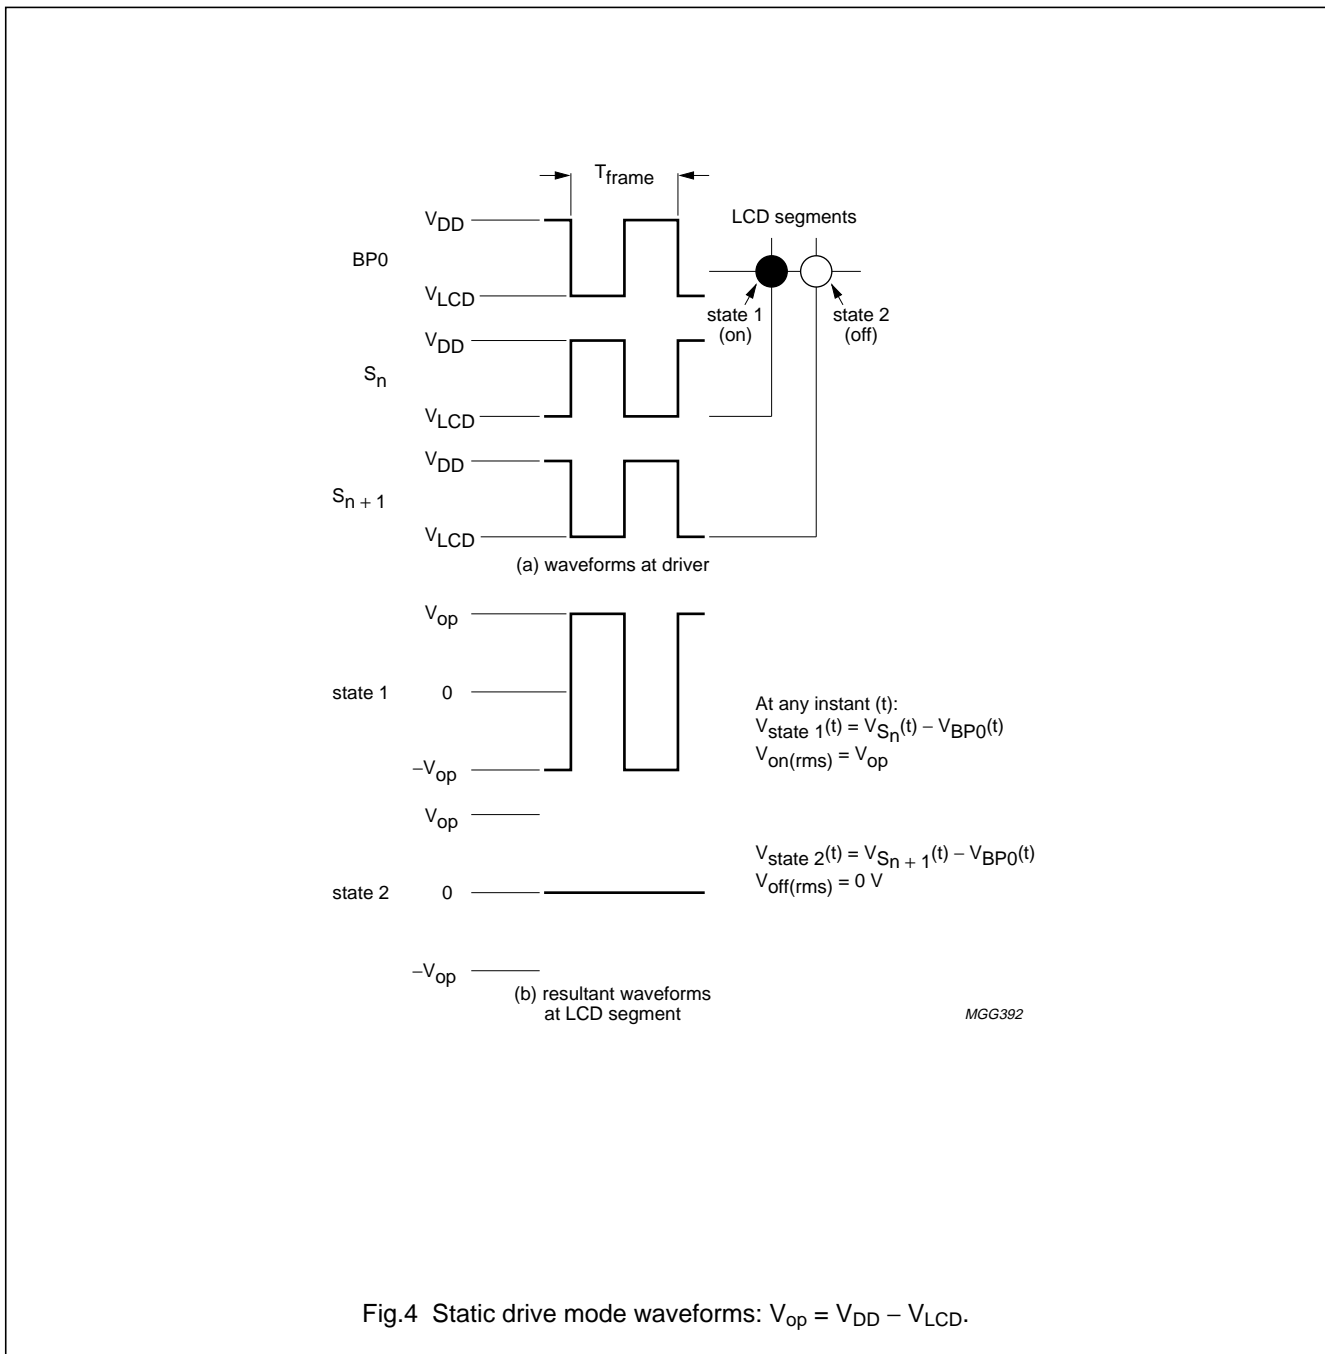 Tframe
VDD
LCD segments
BP0
VLCD
state 1
(on)
state 2
(off)
VDD
Sn
VLCD
VDD
Sn + 1
VLCD
(a) waveforms at driver
Vop
state 1
0
At any instant (t):
Vstate 1(t) = VSn(t) − VBP0(t)
Von(rms) = Vop
−Vop
Vop
Vstate 2(t) = VSn + 1(t) − VBP0(t)
Voff(rms) = 0 V
state 2
0
−Vop
(b) resultant waveforms
at LCD segment
MGG392
Fig.4 Static drive mode waveforms: Vop = VDD − VLCD.